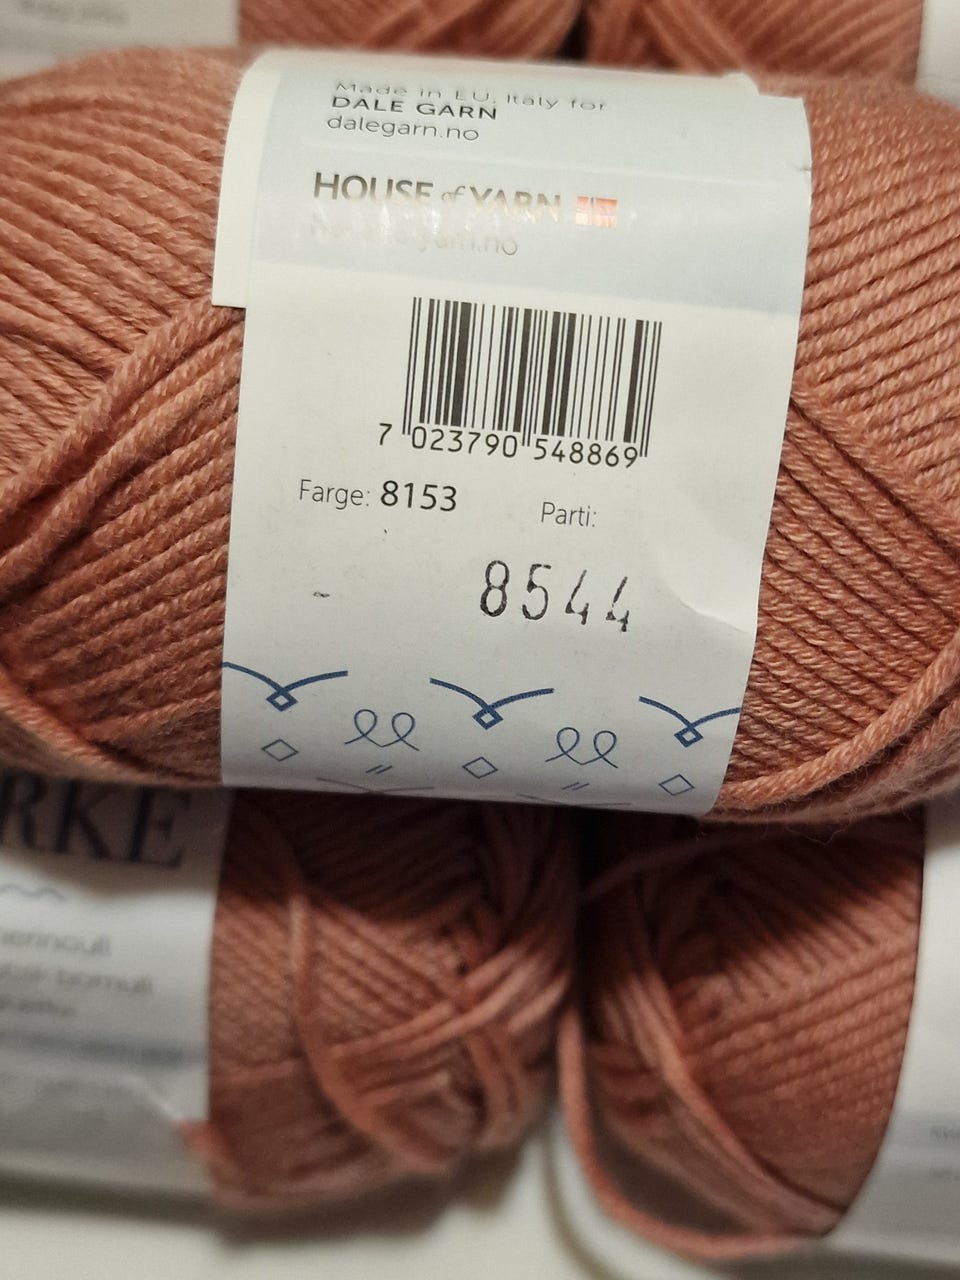 Made in EU, Italy for
DALE GARN
dalegarn.no
HOUSE of YARN
7 023790 548869
Farge: 8153
Parti:
8544
RKE